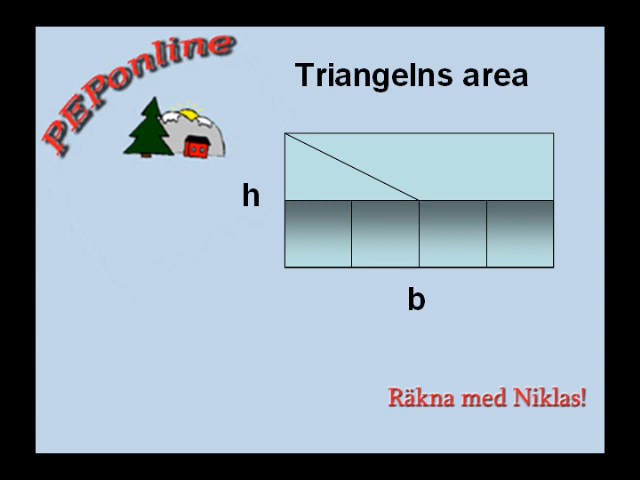 PEPonline
Triangelns area
h
b
Räkna med Niklas!